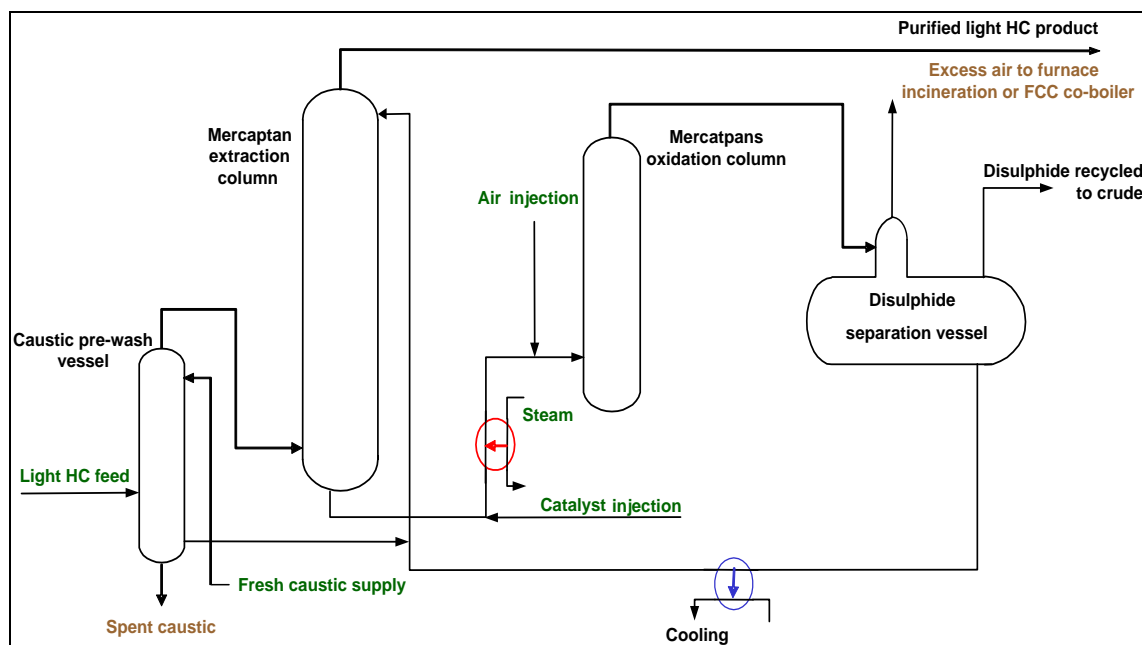 Purified light HC product
Excess air to furnace
incineration or FCC co-boiler
Mercaptan
extraction
column
Mercatpans
oxidation column
Disulphide recycled
to crude
Air injection
Disulphide
separation vessel
Caustic pre-wash
vessel
Steam
Light HC feed
Catalyst injection
Fresh caustic supply
Spent caustic
Cooling